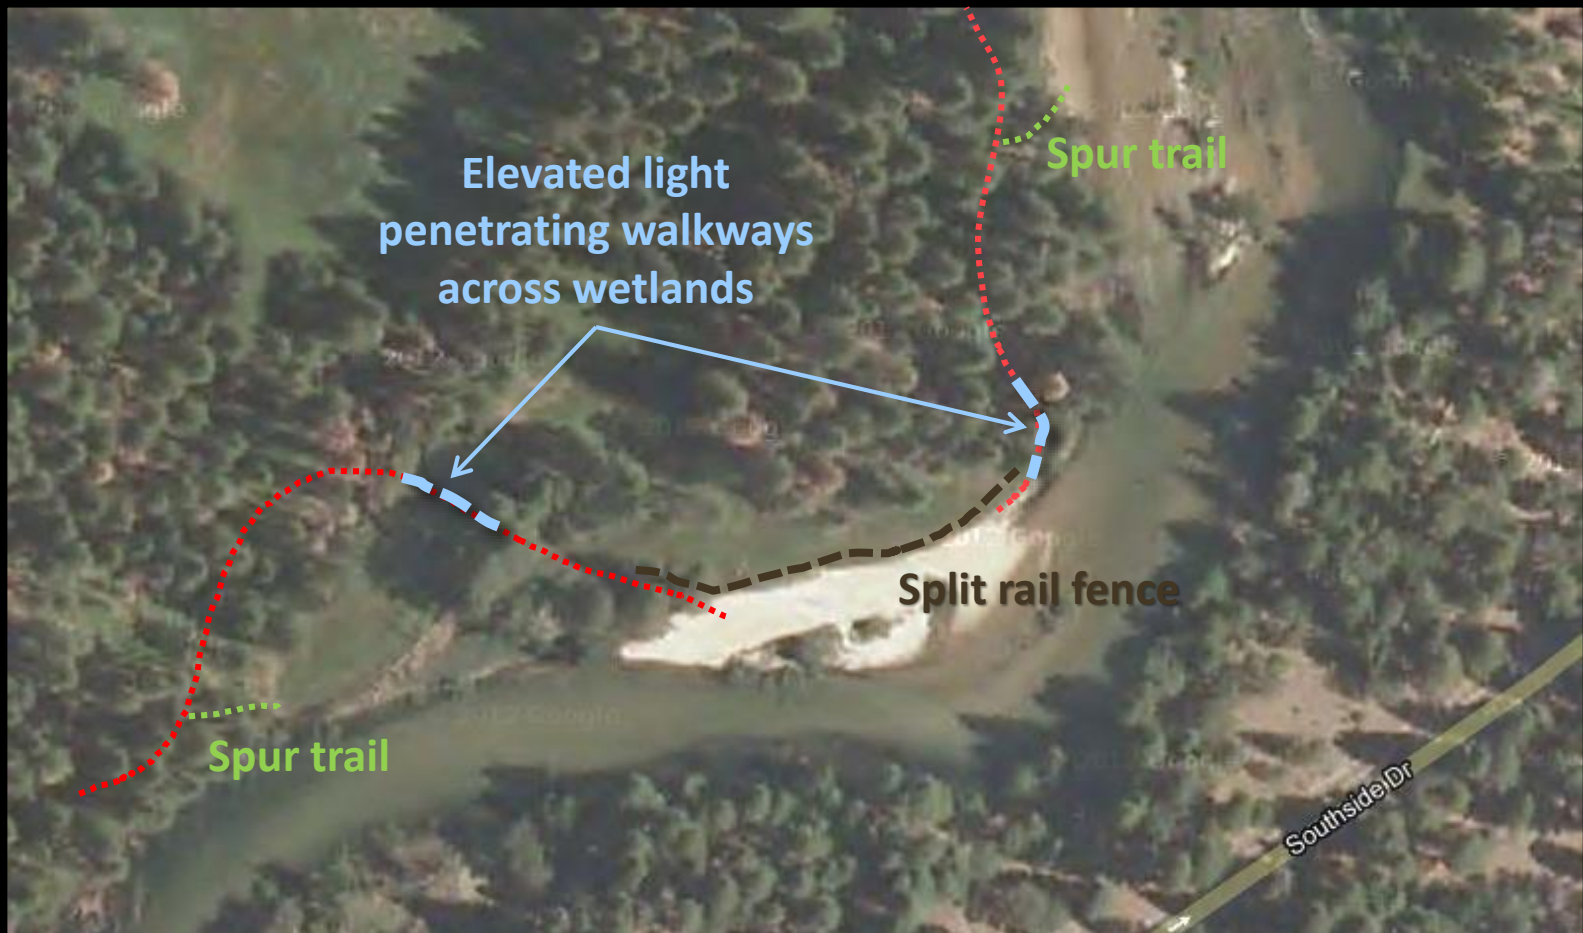 Spur trail
Elevated light
penetrating walkways
across wetlands
Split rail fence
Spur trail
Southside Dr